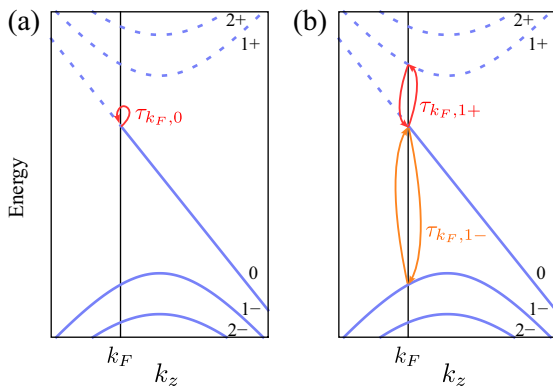 (a)
2+
1+
τ_{k_F,0}
Energy
0
1−
2−
k_F
k_z
(b)
2+
1+
τ_{k_F,1+}
τ_{k_F,1−}
0
1−
2−
k_F
k_z